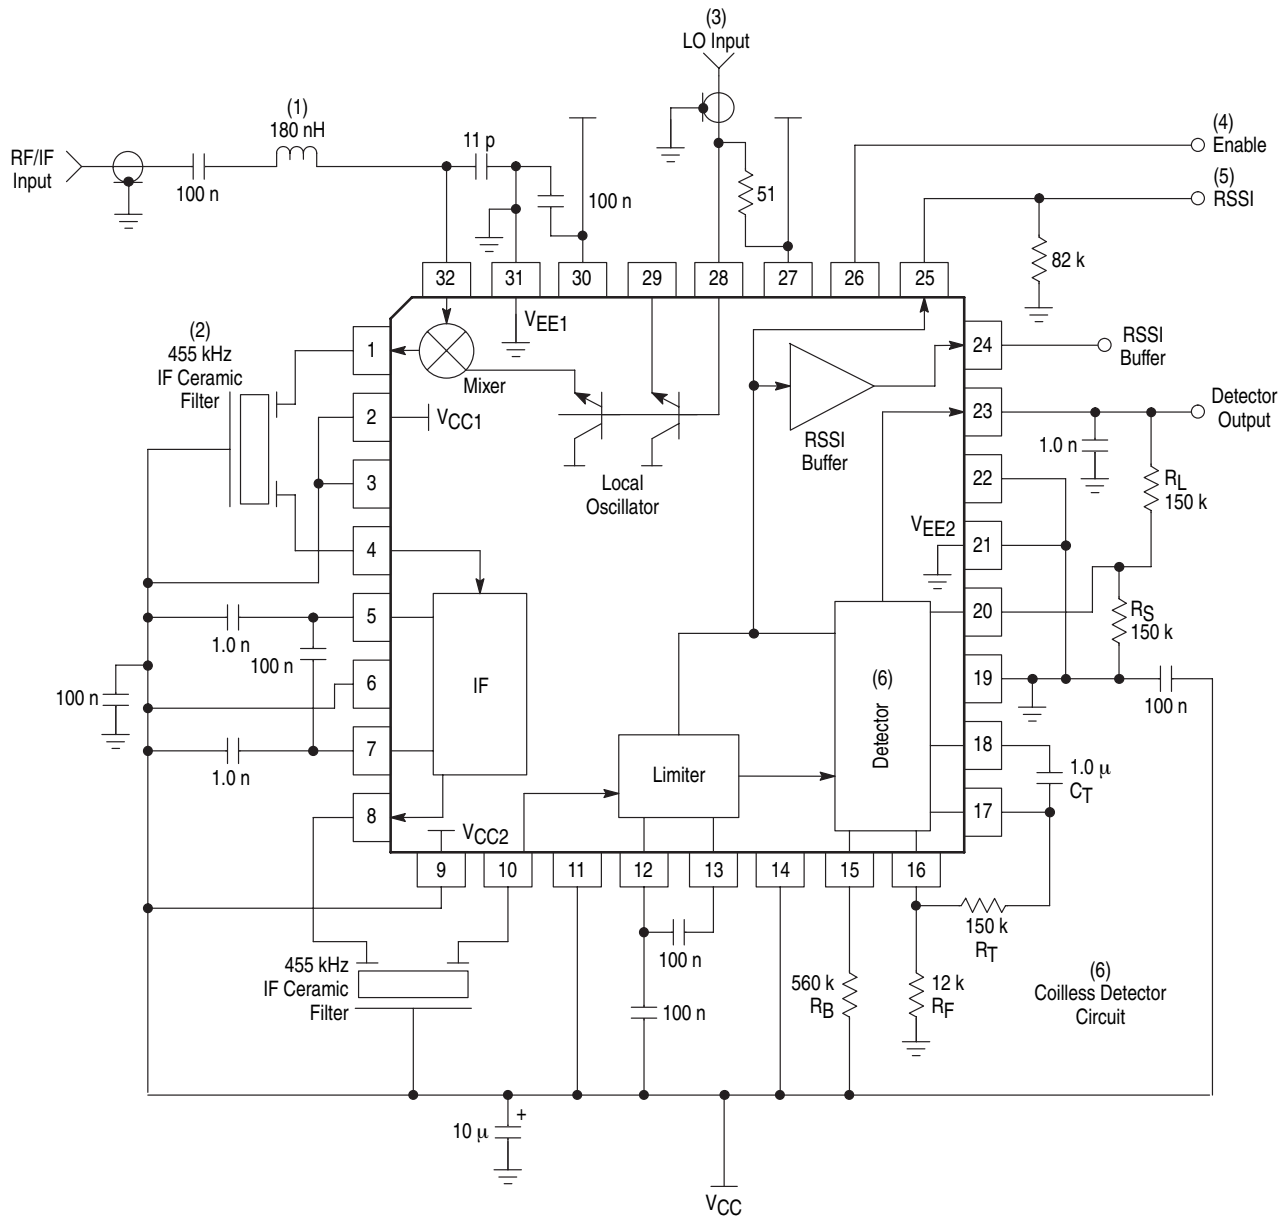 (3)
LO Input
(1)
180 nH
11 p
(4)
Enable
RF/IF
Input
100 n
100 n
51
(5)
RSSI
82 k
32
31
30
29
28
27
26
25
VEE1
(2)
455 kHz
IF Ceramic
Filter
1
Mixer
24
RSSI
Buffer
2
VCC1
RSSI
Buffer
23
Detector
Output
1.0 n
3
Local
Oscillator
22
RL
150 k
4
VEE2
21
5
1.0 n
100 n
20
RS
150 k
6
IF
100 n
(6)
Detector
19
100 n
7
1.0 n
Limiter
18
1.0 μ
CT
8
VCC2
17
9
10
11
12
13
14
15
16
150 k
RT
100 n
455 kHz
IF Ceramic
Filter
100 n
560 k
RB
12 k
RF
(6)
Coilless Detector
Circuit
10 μ
+
VCC